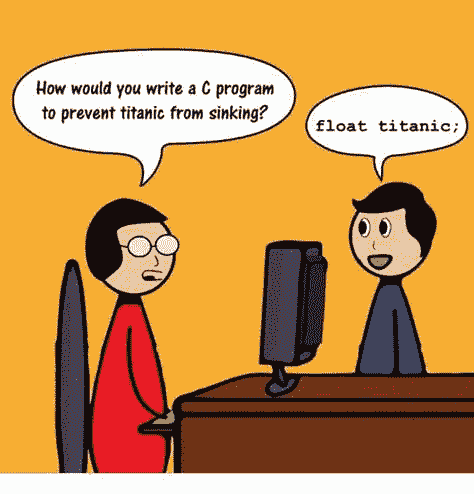 How would you write a C program
to prevent titanic from sinking?
float titanic;